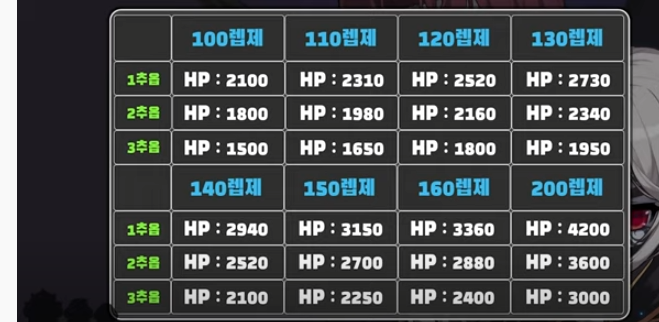 100렙제 110렙제 120렙제 130렙제
1추옵 HP : 2100 HP : 2310 HP : 2520 HP : 2730
2추옵 HP : 1800 HP : 1980 HP : 2160 HP : 2340
3추옵 HP : 1500 HP : 1650 HP : 1800 HP : 1950
140렙제 150렙제 160렙제 200렙제
1추옵 HP : 2940 HP : 3150 HP : 3360 HP : 4200
2추옵 HP : 2520 HP : 2700 HP : 2880 HP : 3600
3추옵 HP : 2100 HP : 2250 HP : 2400 HP : 3000